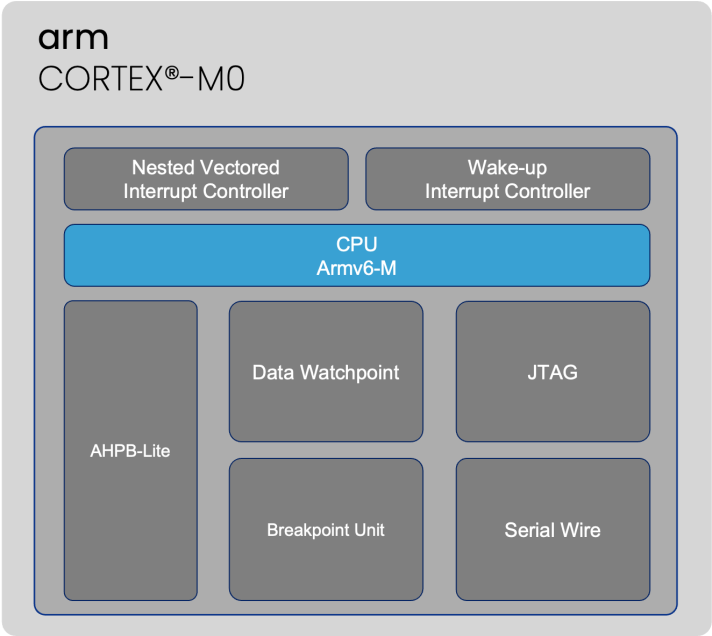 arm
CORTEX®-M0
Nested Vectored
Interrupt Controller
Wake-up
Interrupt Controller
CPU
Armv6-M
AHPB-Lite
Data Watchpoint
JTAG
Breakpoint Unit
Serial Wire